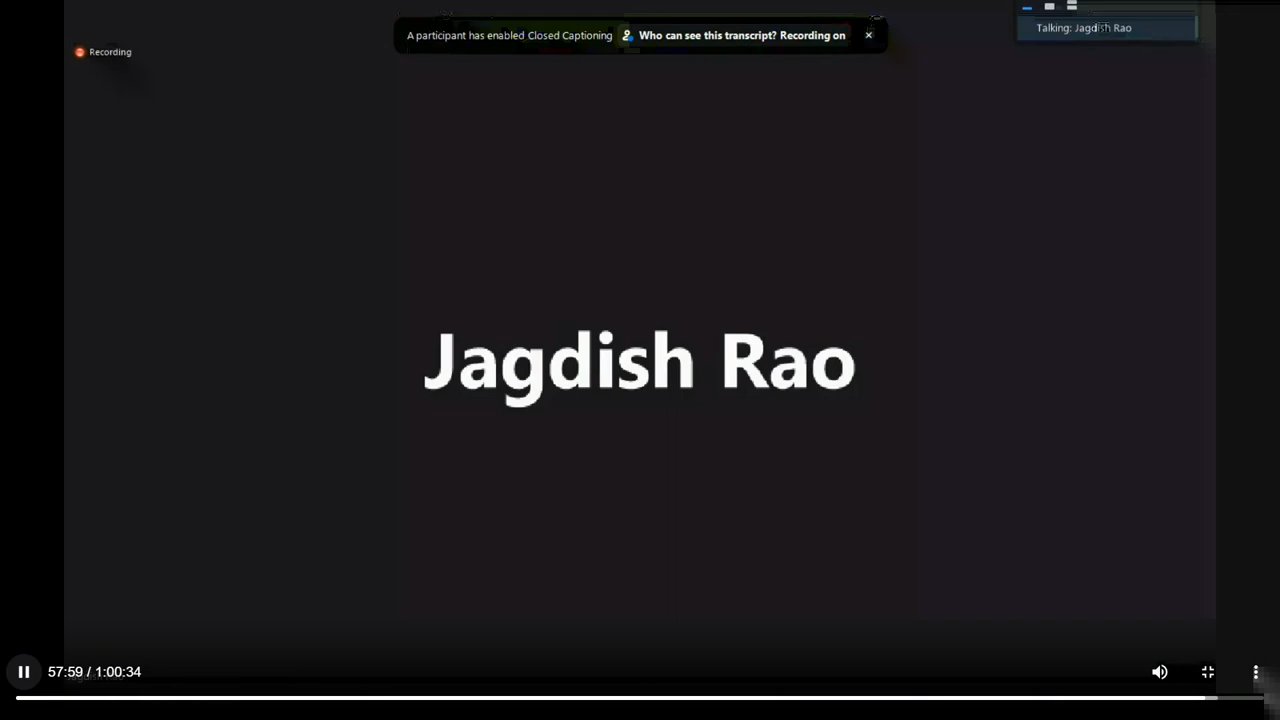 A participant has enabled Closed Captioning Who can see this transcript? Recording on
Talking: Jagdish Rao
Recording
Jagdish Rao
57:59 / 1:00:34